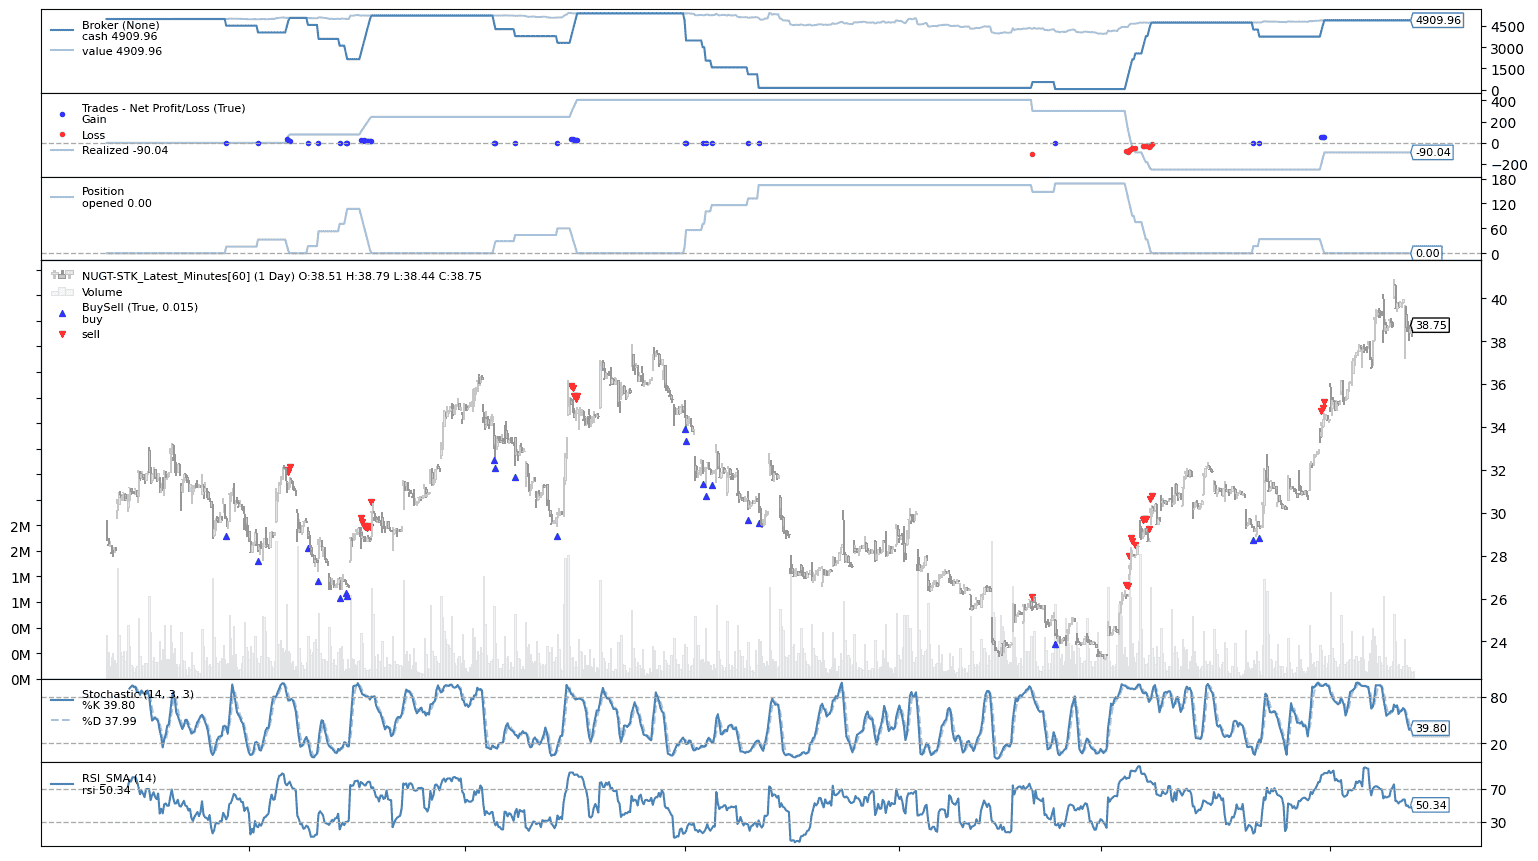 Broker (None)
cash 4909.96
value 4909.96
4909.96
4500
3000
1500
0
Trades - Net Profit/Loss (True)
Gain
Loss
Realized -90.04
400
200
0
-90.04
−200
Position
opened 0.00
180
120
60
0
0.00
NUGT-STK_Latest_Minutes[60] (1 Day) O:38.51 H:38.79 L:38.44 C:38.75
Volume
BuySell (True, 0.015)
buy
sell
40
38.75
38
36
34
32
30
28
26
24
2M
2M
1M
1M
0M
0M
0M
Stochastic (14, 3, 3)
%K 39.80
%D 37.99
80
39.80
20
RSI_SMA (14)
rsi 50.34
70
50.34
30